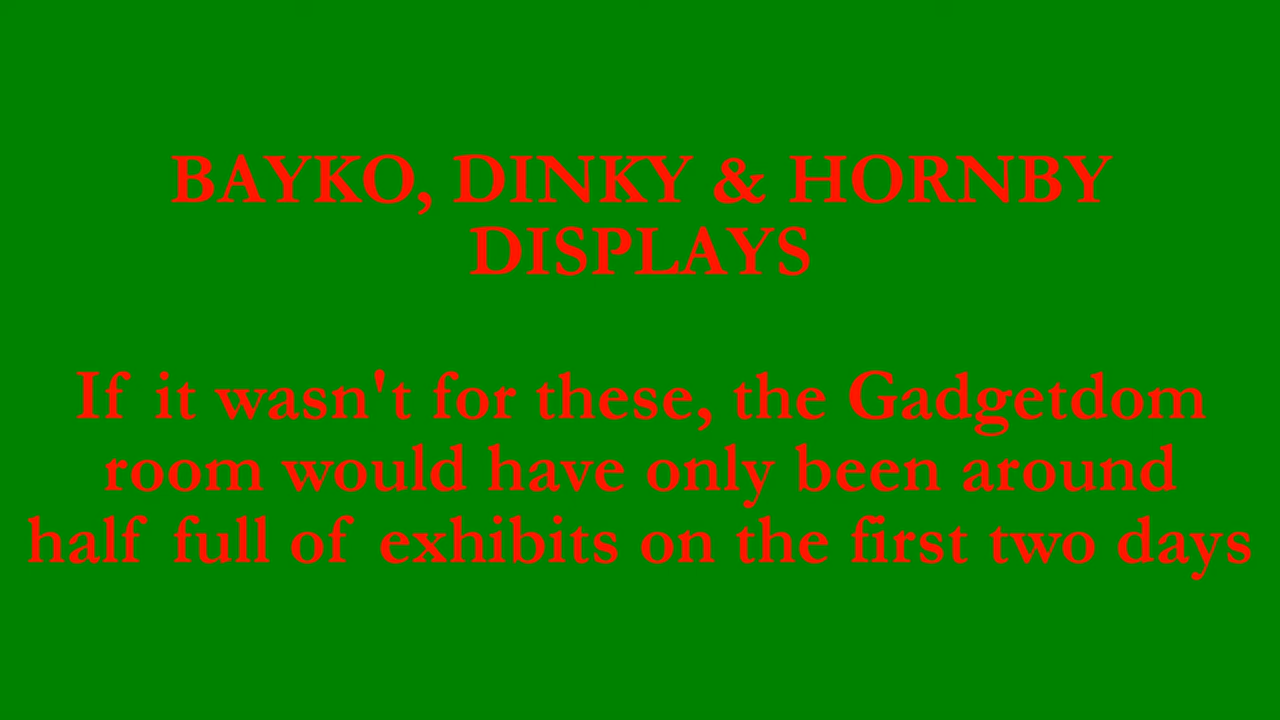 BAYKO, DINKY & HORNBY
DISPLAYS
If it wasn't for these, the Gadgetdom
room would have only been around
half full of exhibits on the first two days